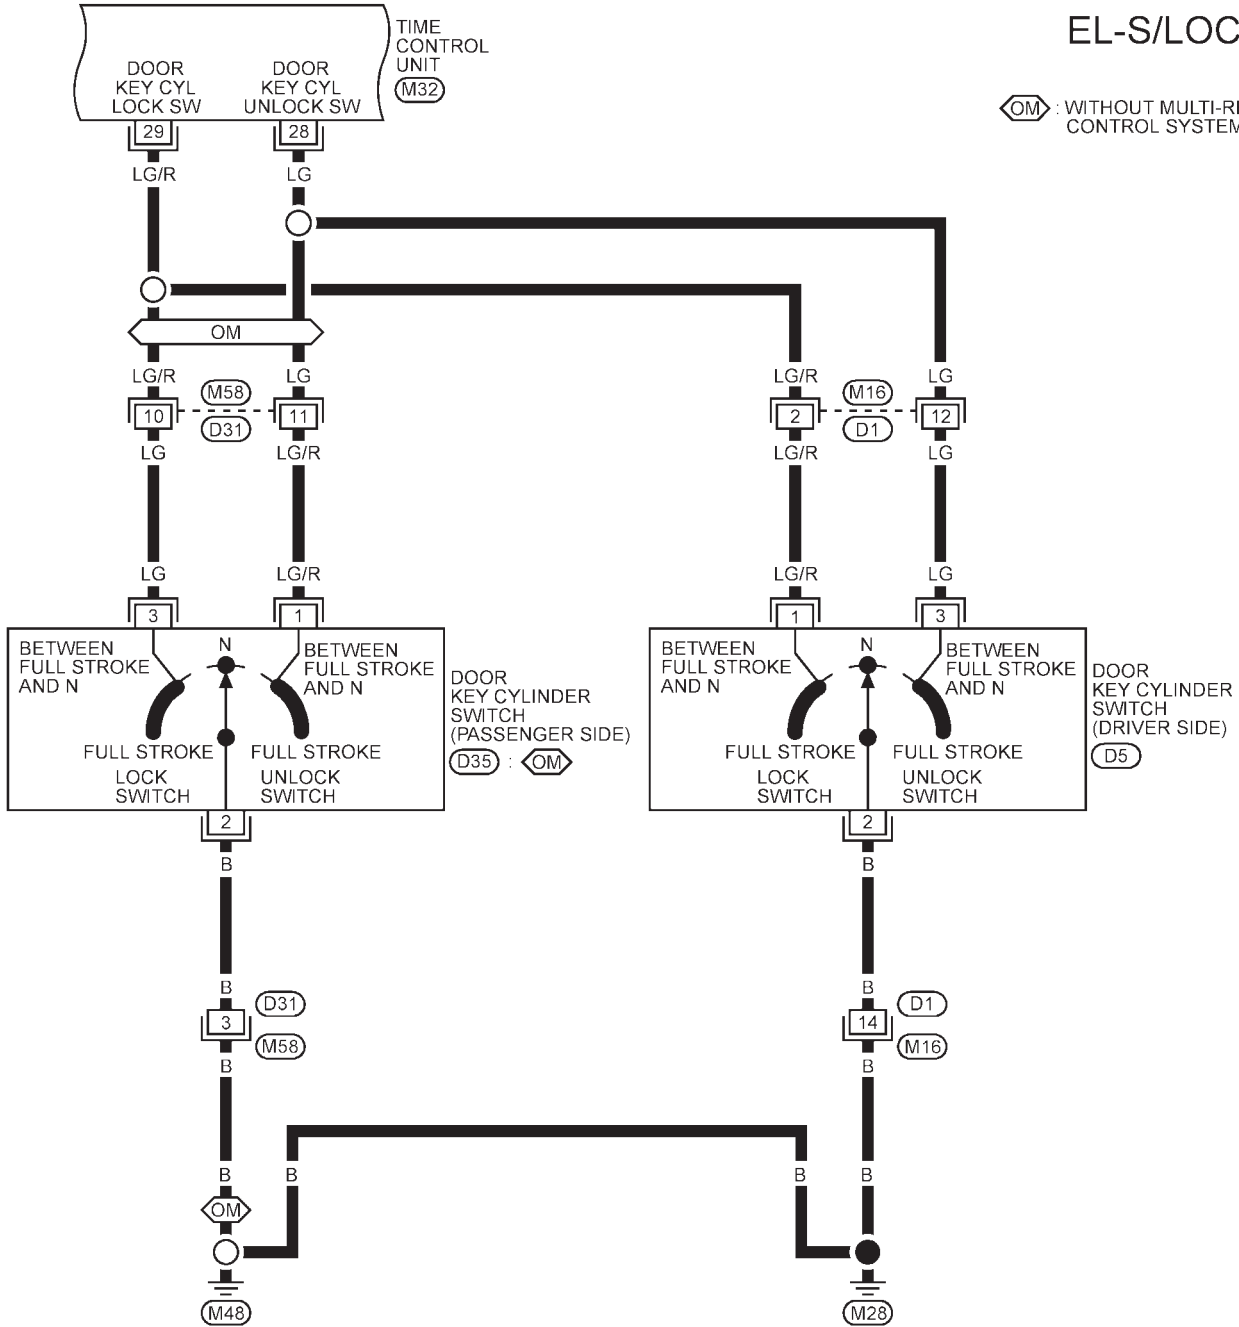 EL-S/LOC
TIME
CONTROL
UNIT
M32
DOOR
KEY CYL
LOCK SW
DOOR
KEY CYL
UNLOCK SW
OM : WITHOUT MULTI-R
CONTROL SYSTEM
29 28
LG/R LG
OM
LG/R LG LG/R LG
M58 M16
10 11 2 12
D31 D1
LG LG/R LG/R LG
LG LG/R LG/R LG
3 1 1 3
BETWEEN
FULL STROKE
AND N
N
BETWEEN
FULL STROKE
AND N
FULL STROKE FULL STROKE
LOCK
SWITCH
UNLOCK
SWITCH
DOOR
KEY CYLINDER
SWITCH
(PASSENGER SIDE)
D35 : OM
BETWEEN
FULL STROKE
AND N
N
BETWEEN
FULL STROKE
AND N
FULL STROKE FULL STROKE
LOCK
SWITCH
UNLOCK
SWITCH
DOOR
KEY CYLINDER
SWITCH
(DRIVER SIDE)
D5
2 2
B B
B B
D31 D1
3 14
M58 M16
B B
B B B B
OM
M48 M28